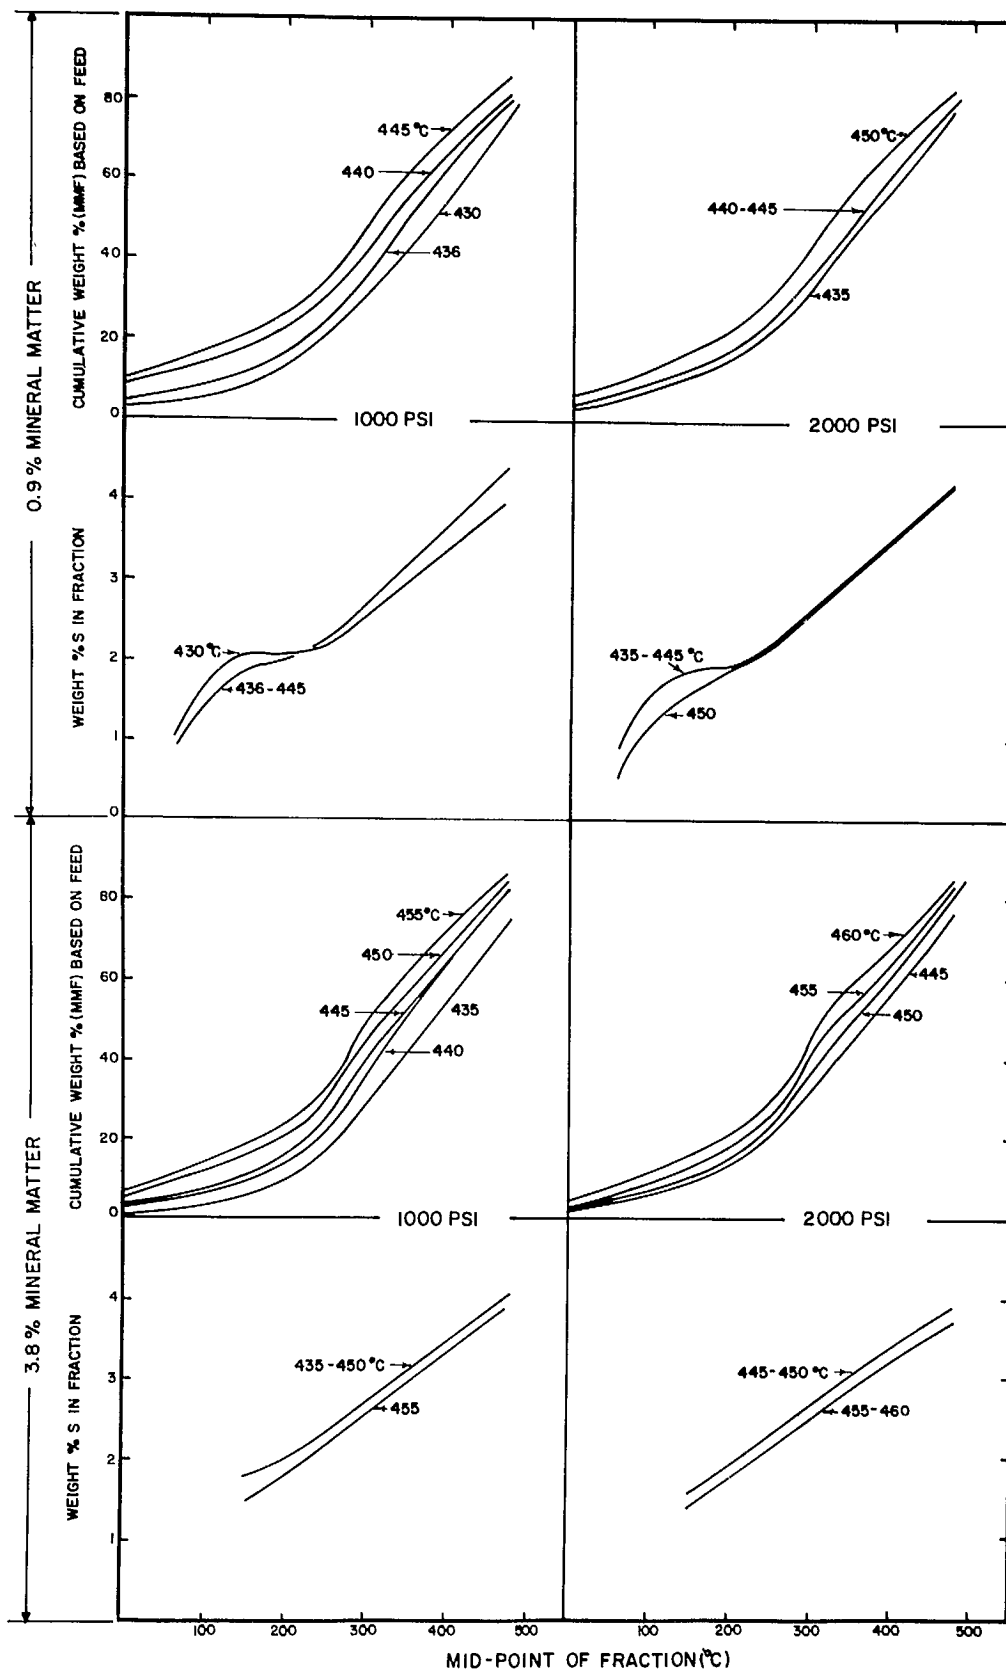 0.9 % MINERAL MATTER
CUMULATIVE WEIGHT % (MMF) BASED ON FEED
80
60
40
20
0
445 °C
440
430
436
1000 PSI
450 °C
440-445
435
2000 PSI
WEIGHT % S IN FRACTION
4
3
2
1
0
430 °C
436-445
435-445 °C
450
3.8 % MINERAL MATTER
CUMULATIVE WEIGHT % (MMF) BASED ON FEED
80
60
40
20
0
455 °C
450
445
435
440
1000 PSI
460 °C
455
445
450
2000 PSI
WEIGHT % S IN FRACTION
4
3
2
1
435-450 °C
455
445-450 °C
455-460
100 200 300 400 500 100 200 300 400 500
MID-POINT OF FRACTION (°C)